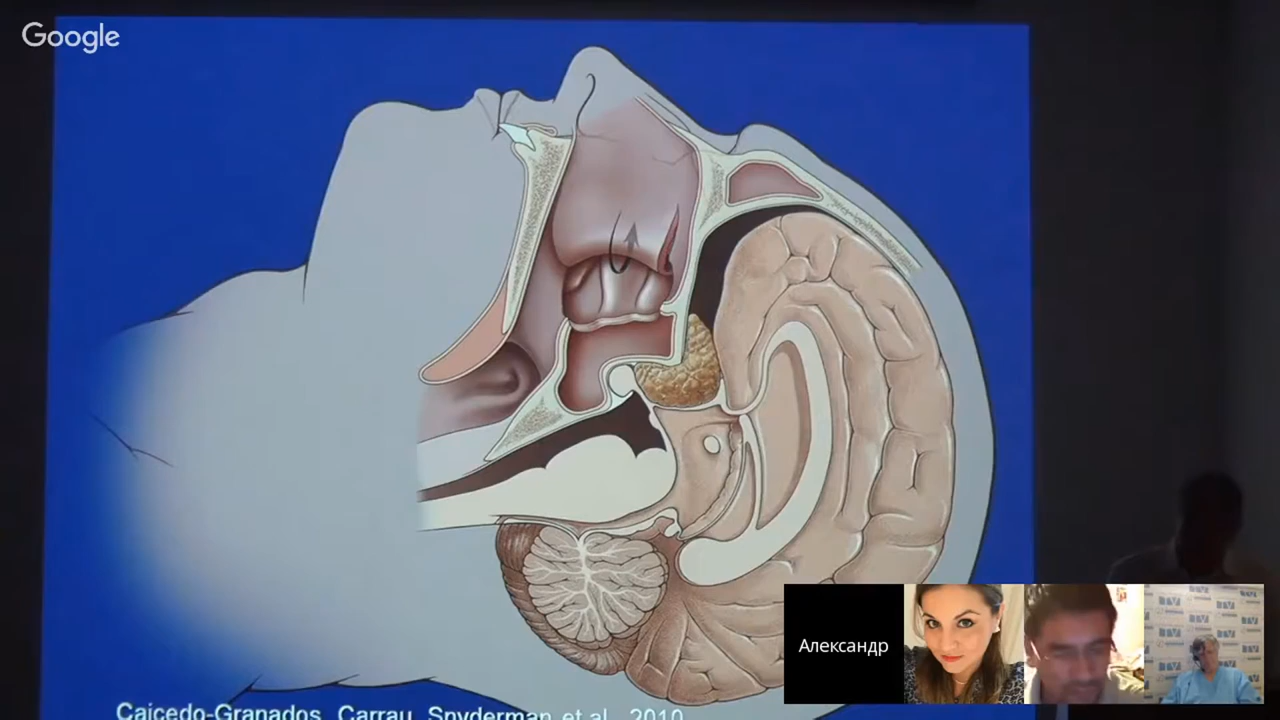 Google
Александр
Caicedo-Granados, Carrau, Snyderman et al., 2010